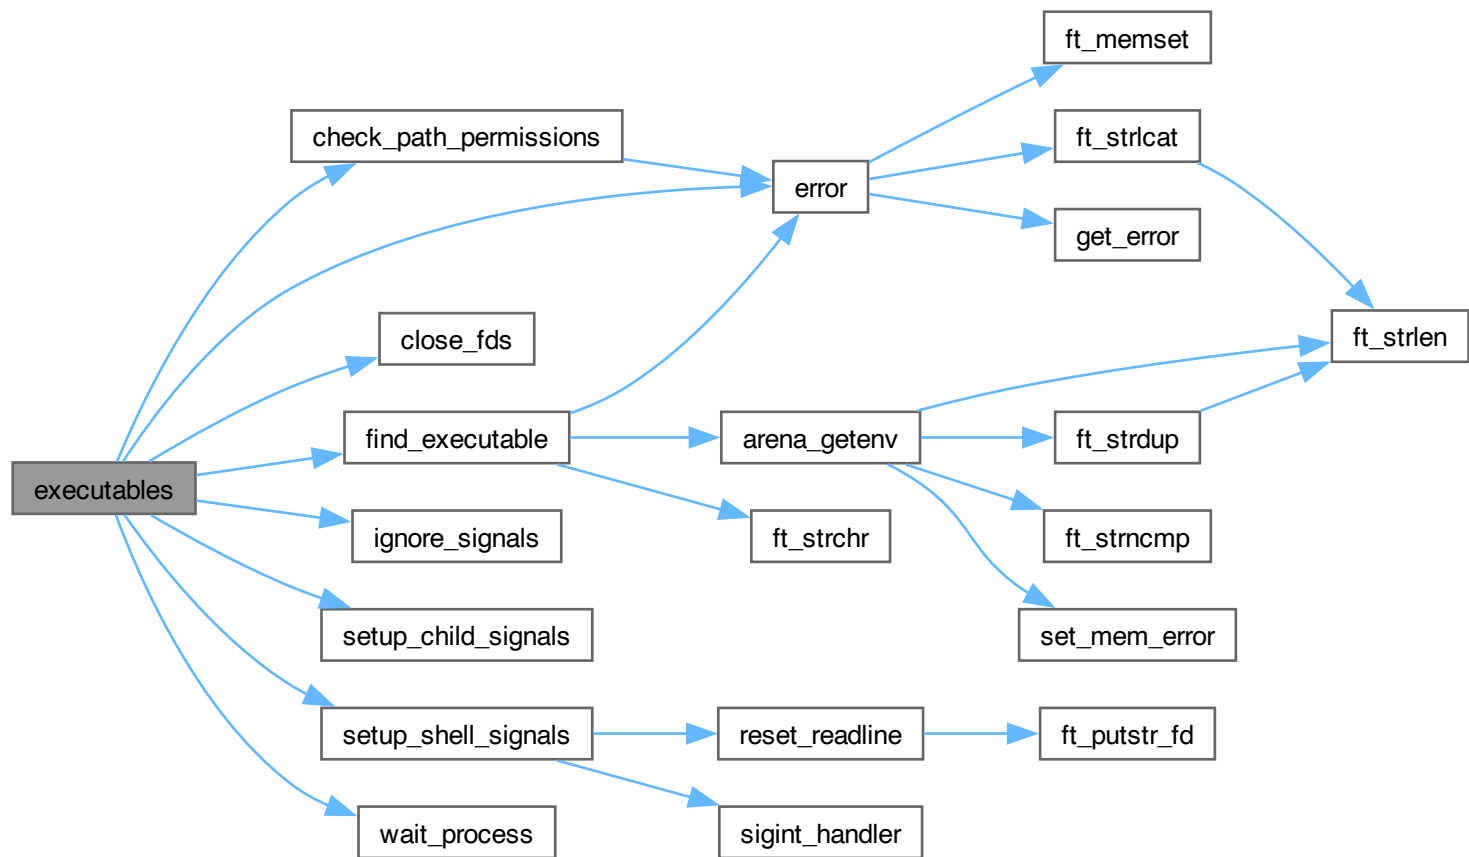 ft_memset
check_path_permissions
ft_strlcat
error
get_error
close_fds
ft_strlen
find_executable
arena_getenv
ft_strdup
executables
ignore_signals
ft_strchr
ft_strncmp
setup_child_signals
set_mem_error
setup_shell_signals
reset_readline
ft_putstr_fd
wait_process
sigint_handler